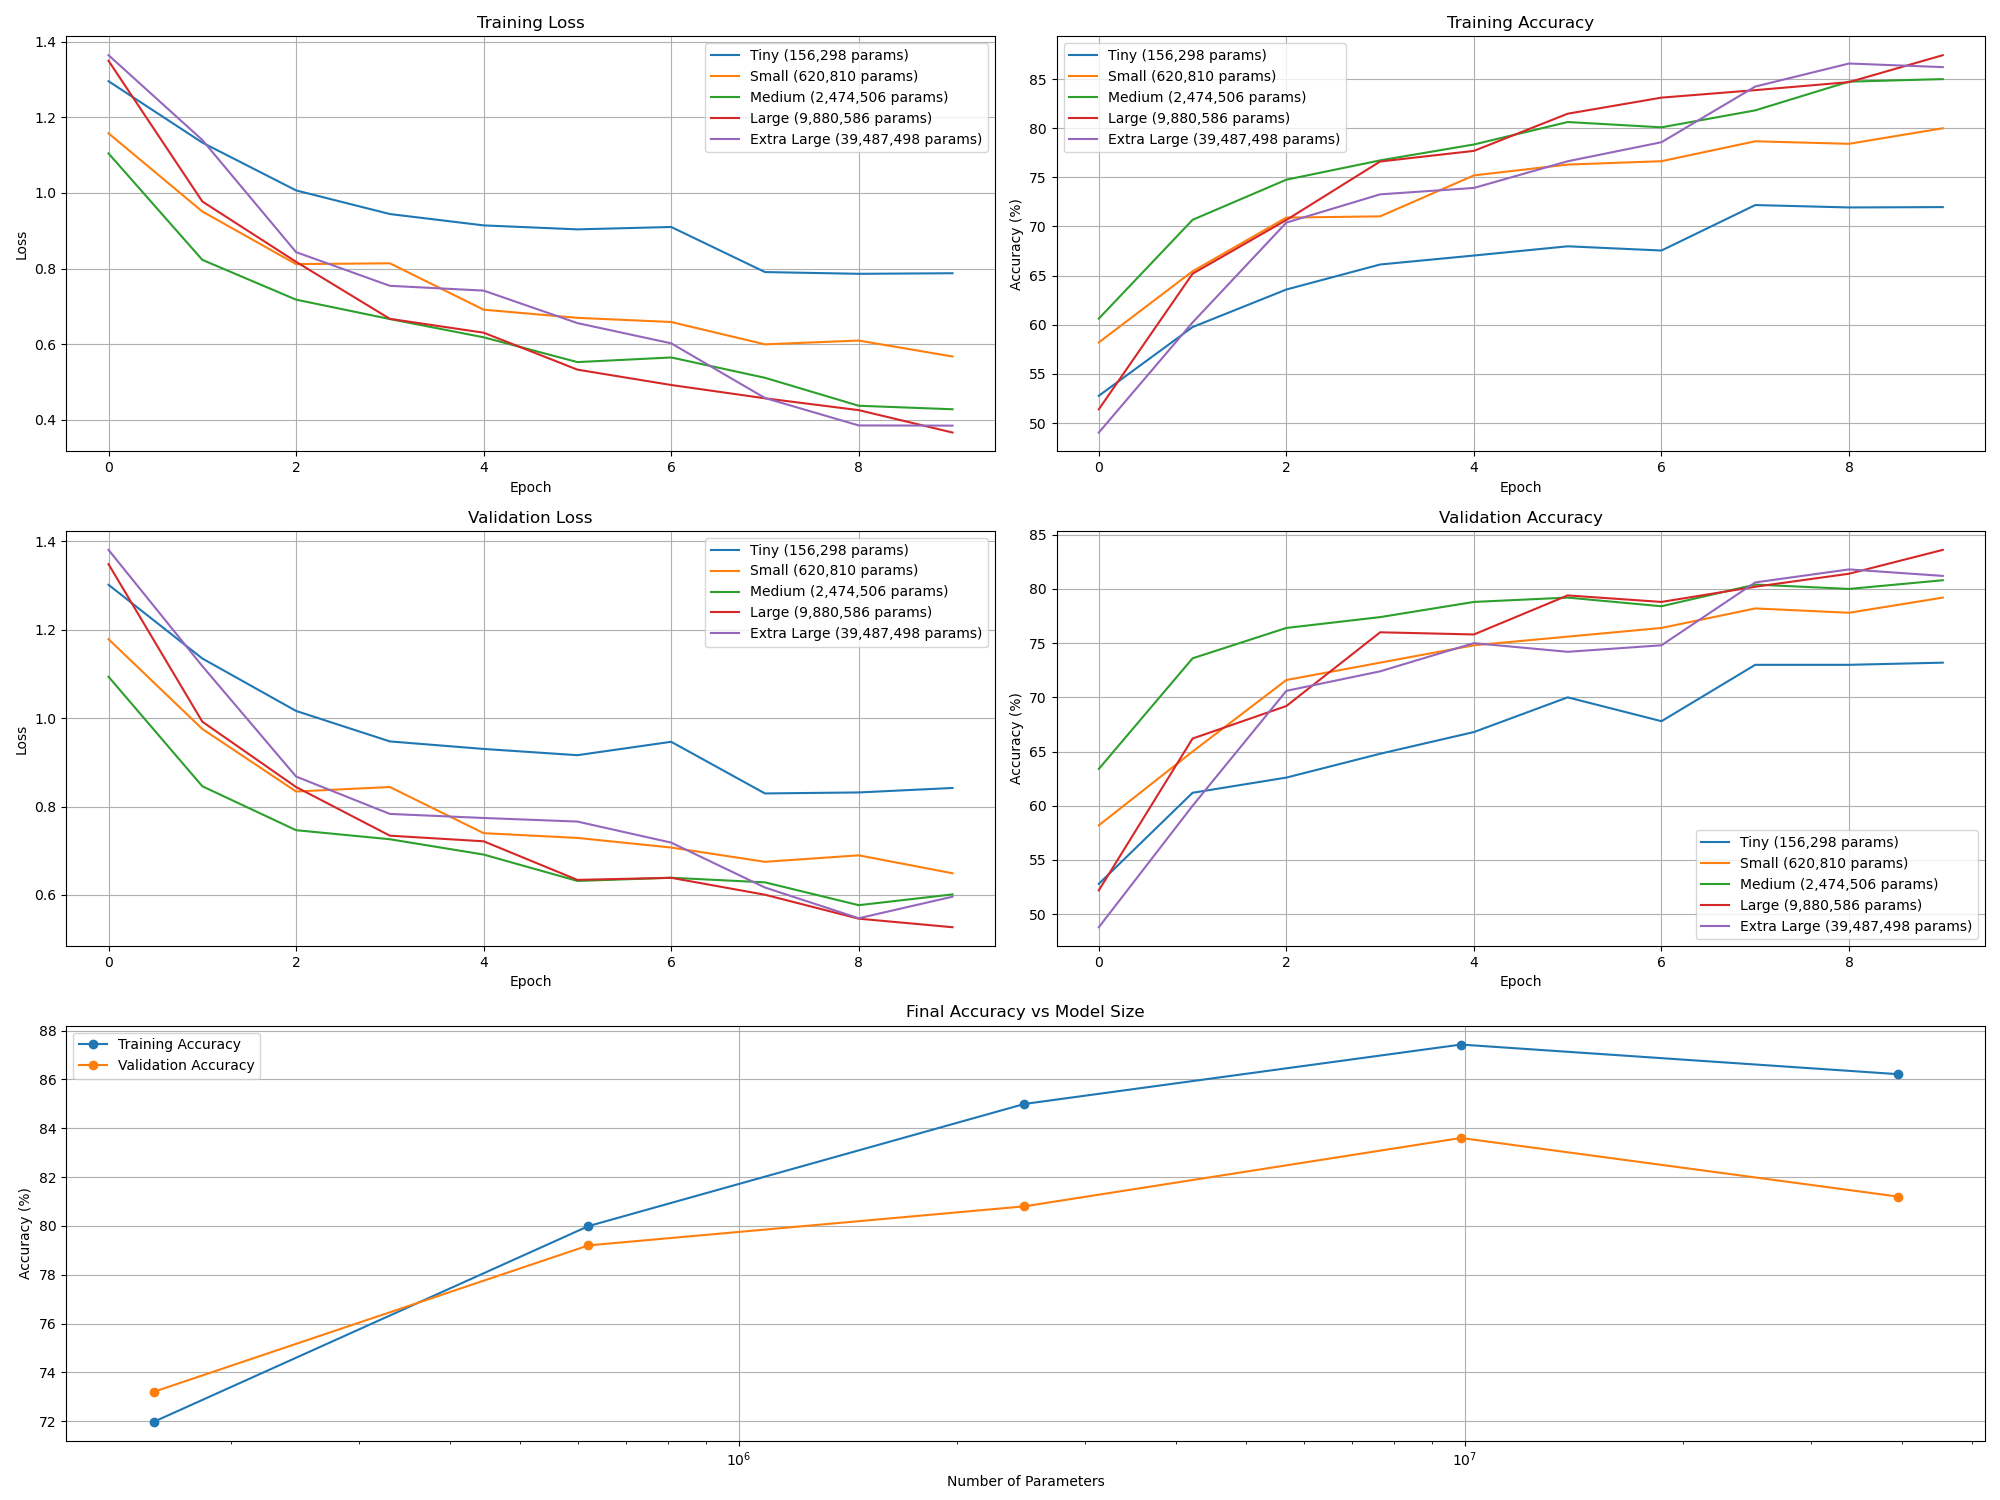 Training Loss
1.4
1.2
1.0
0.8
0.6
0.4
Loss
Tiny (156,298 params)
Small (620,810 params)
Medium (2,474,506 params)
Large (9,880,586 params)
Extra Large (39,487,498 params)
0 2 4 6 8
Epoch
Training Accuracy
85
80
75
70
65
60
55
50
Accuracy (%)
Tiny (156,298 params)
Small (620,810 params)
Medium (2,474,506 params)
Large (9,880,586 params)
Extra Large (39,487,498 params)
0 2 4 6 8
Epoch
Validation Loss
1.4
1.2
1.0
0.8
0.6
Loss
Tiny (156,298 params)
Small (620,810 params)
Medium (2,474,506 params)
Large (9,880,586 params)
Extra Large (39,487,498 params)
0 2 4 6 8
Epoch
Validation Accuracy
85
80
75
70
65
60
55
50
Accuracy (%)
Tiny (156,298 params)
Small (620,810 params)
Medium (2,474,506 params)
Large (9,880,586 params)
Extra Large (39,487,498 params)
0 2 4 6 8
Epoch
Final Accuracy vs Model Size
88
86
84
82
80
78
76
74
72
Accuracy (%)
Training Accuracy
Validation Accuracy
10⁶ 10⁷
Number of Parameters